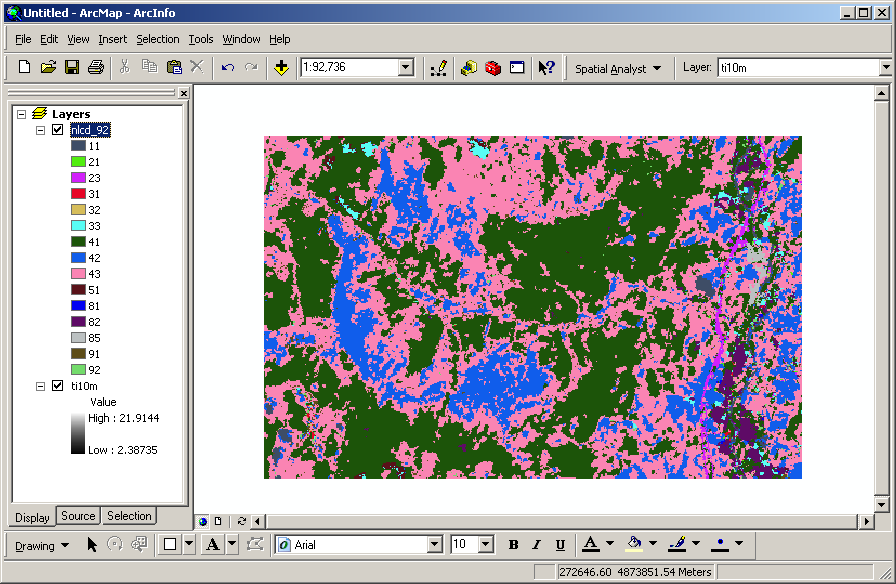 Untitled - ArcMap - ArcInfo
File Edit View Insert Selection Tools Window Help
1:92,736 Spatial Analyst Layer: ti10m
Layers
nlcd_92
11
21
23
31
32
33
41
42
43
51
81
82
85
91
92
ti10m
Value
High : 21.9144
Low : 2.38735
Display Source Selection
Drawing A Arial 10 B I U A
272646.60 4873851.54 Meters